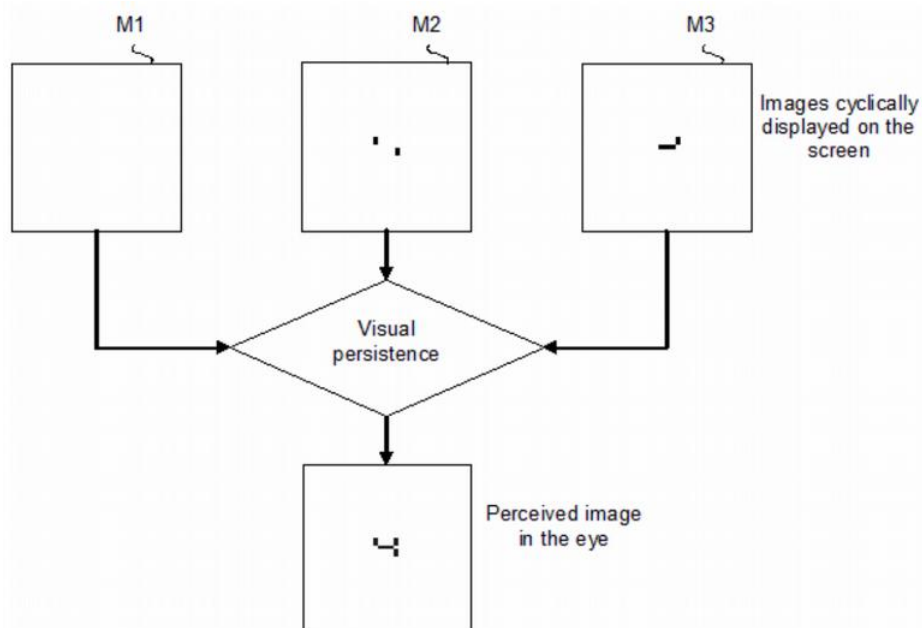 M1
M2
M3
Images cyclically
displayed on the
screen
Visual
persistence
Perceived image
in the eye